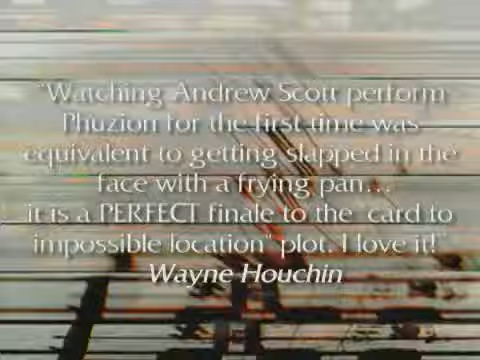 "Watching Andrew Scott perform
Phuzion for the first time was
equivalent to getting slapped in the
face with a frying pan...
it is a PERFECT finale to the card to
impossible location" plot. I love it!"
Wayne Houchin